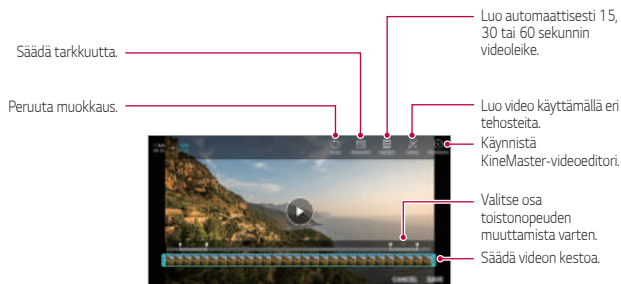 Luo automaattisesti 15,
30 tai 60 sekunnin
videoleike.
Säädä tarkkuutta.
Peruuta muokkaus.
Luo video käyttämällä eri
tehosteita.
Käynnistä
KineMaster-videoeditori.
Valitse osa
toistonopeuden
muuttamista varten.
Säädä videon kestoa.
CANCEL SAVE